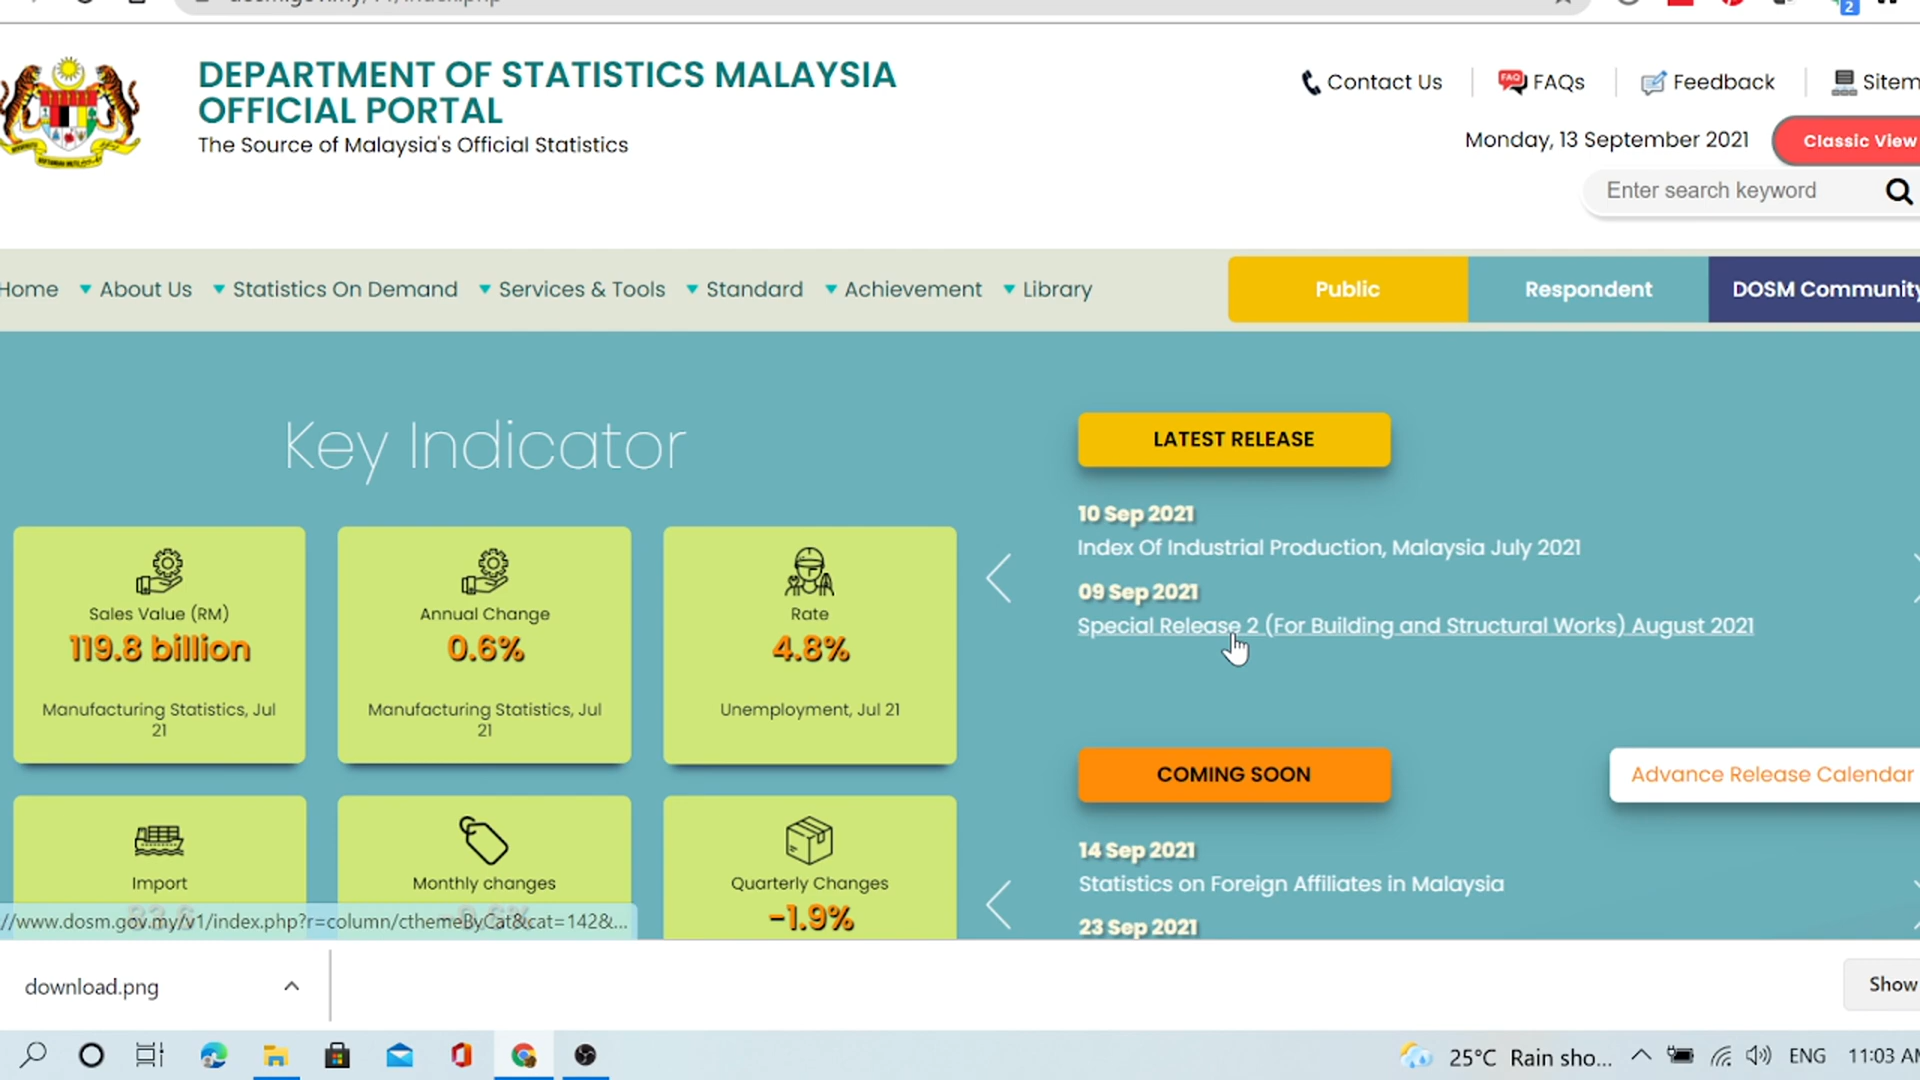 2
DEPARTMENT OF STATISTICS MALAYSIA
OFFICIAL PORTAL
The Source of Malaysia's Official Statistics
Contact Us
FAQ FAQs
Feedback
Sitem
Monday, 13 September 2021
Classic View
Enter search keyword
Home
About Us
Statistics On Demand
Services & Tools
Standard
Achievement
Library
Public
Respondent
DOSM Community
Key Indicator
Sales Value (RM)
119.8 billion
Manufacturing Statistics, Jul
21
Annual Change
0.6%
Manufacturing Statistics, Jul
21
Rate
4.8%
Unemployment, Jul 21
Import
Monthly changes
Quarterly Changes
-1.9%
LATEST RELEASE
10 Sep 2021
Index Of Industrial Production, Malaysia July 2021
09 Sep 2021
Special Release 2 (For Building and Structural Works) August 2021
COMING SOON
Advance Release Calendar
14 Sep 2021
Statistics on Foreign Affiliates in Malaysia
23 Sep 2021
//www.dosm.gov.my/v1/index.php?r=column/cthemeByCat&cat=142&...
download.png
Show
25°C Rain sho...
ENG
11:03 AM